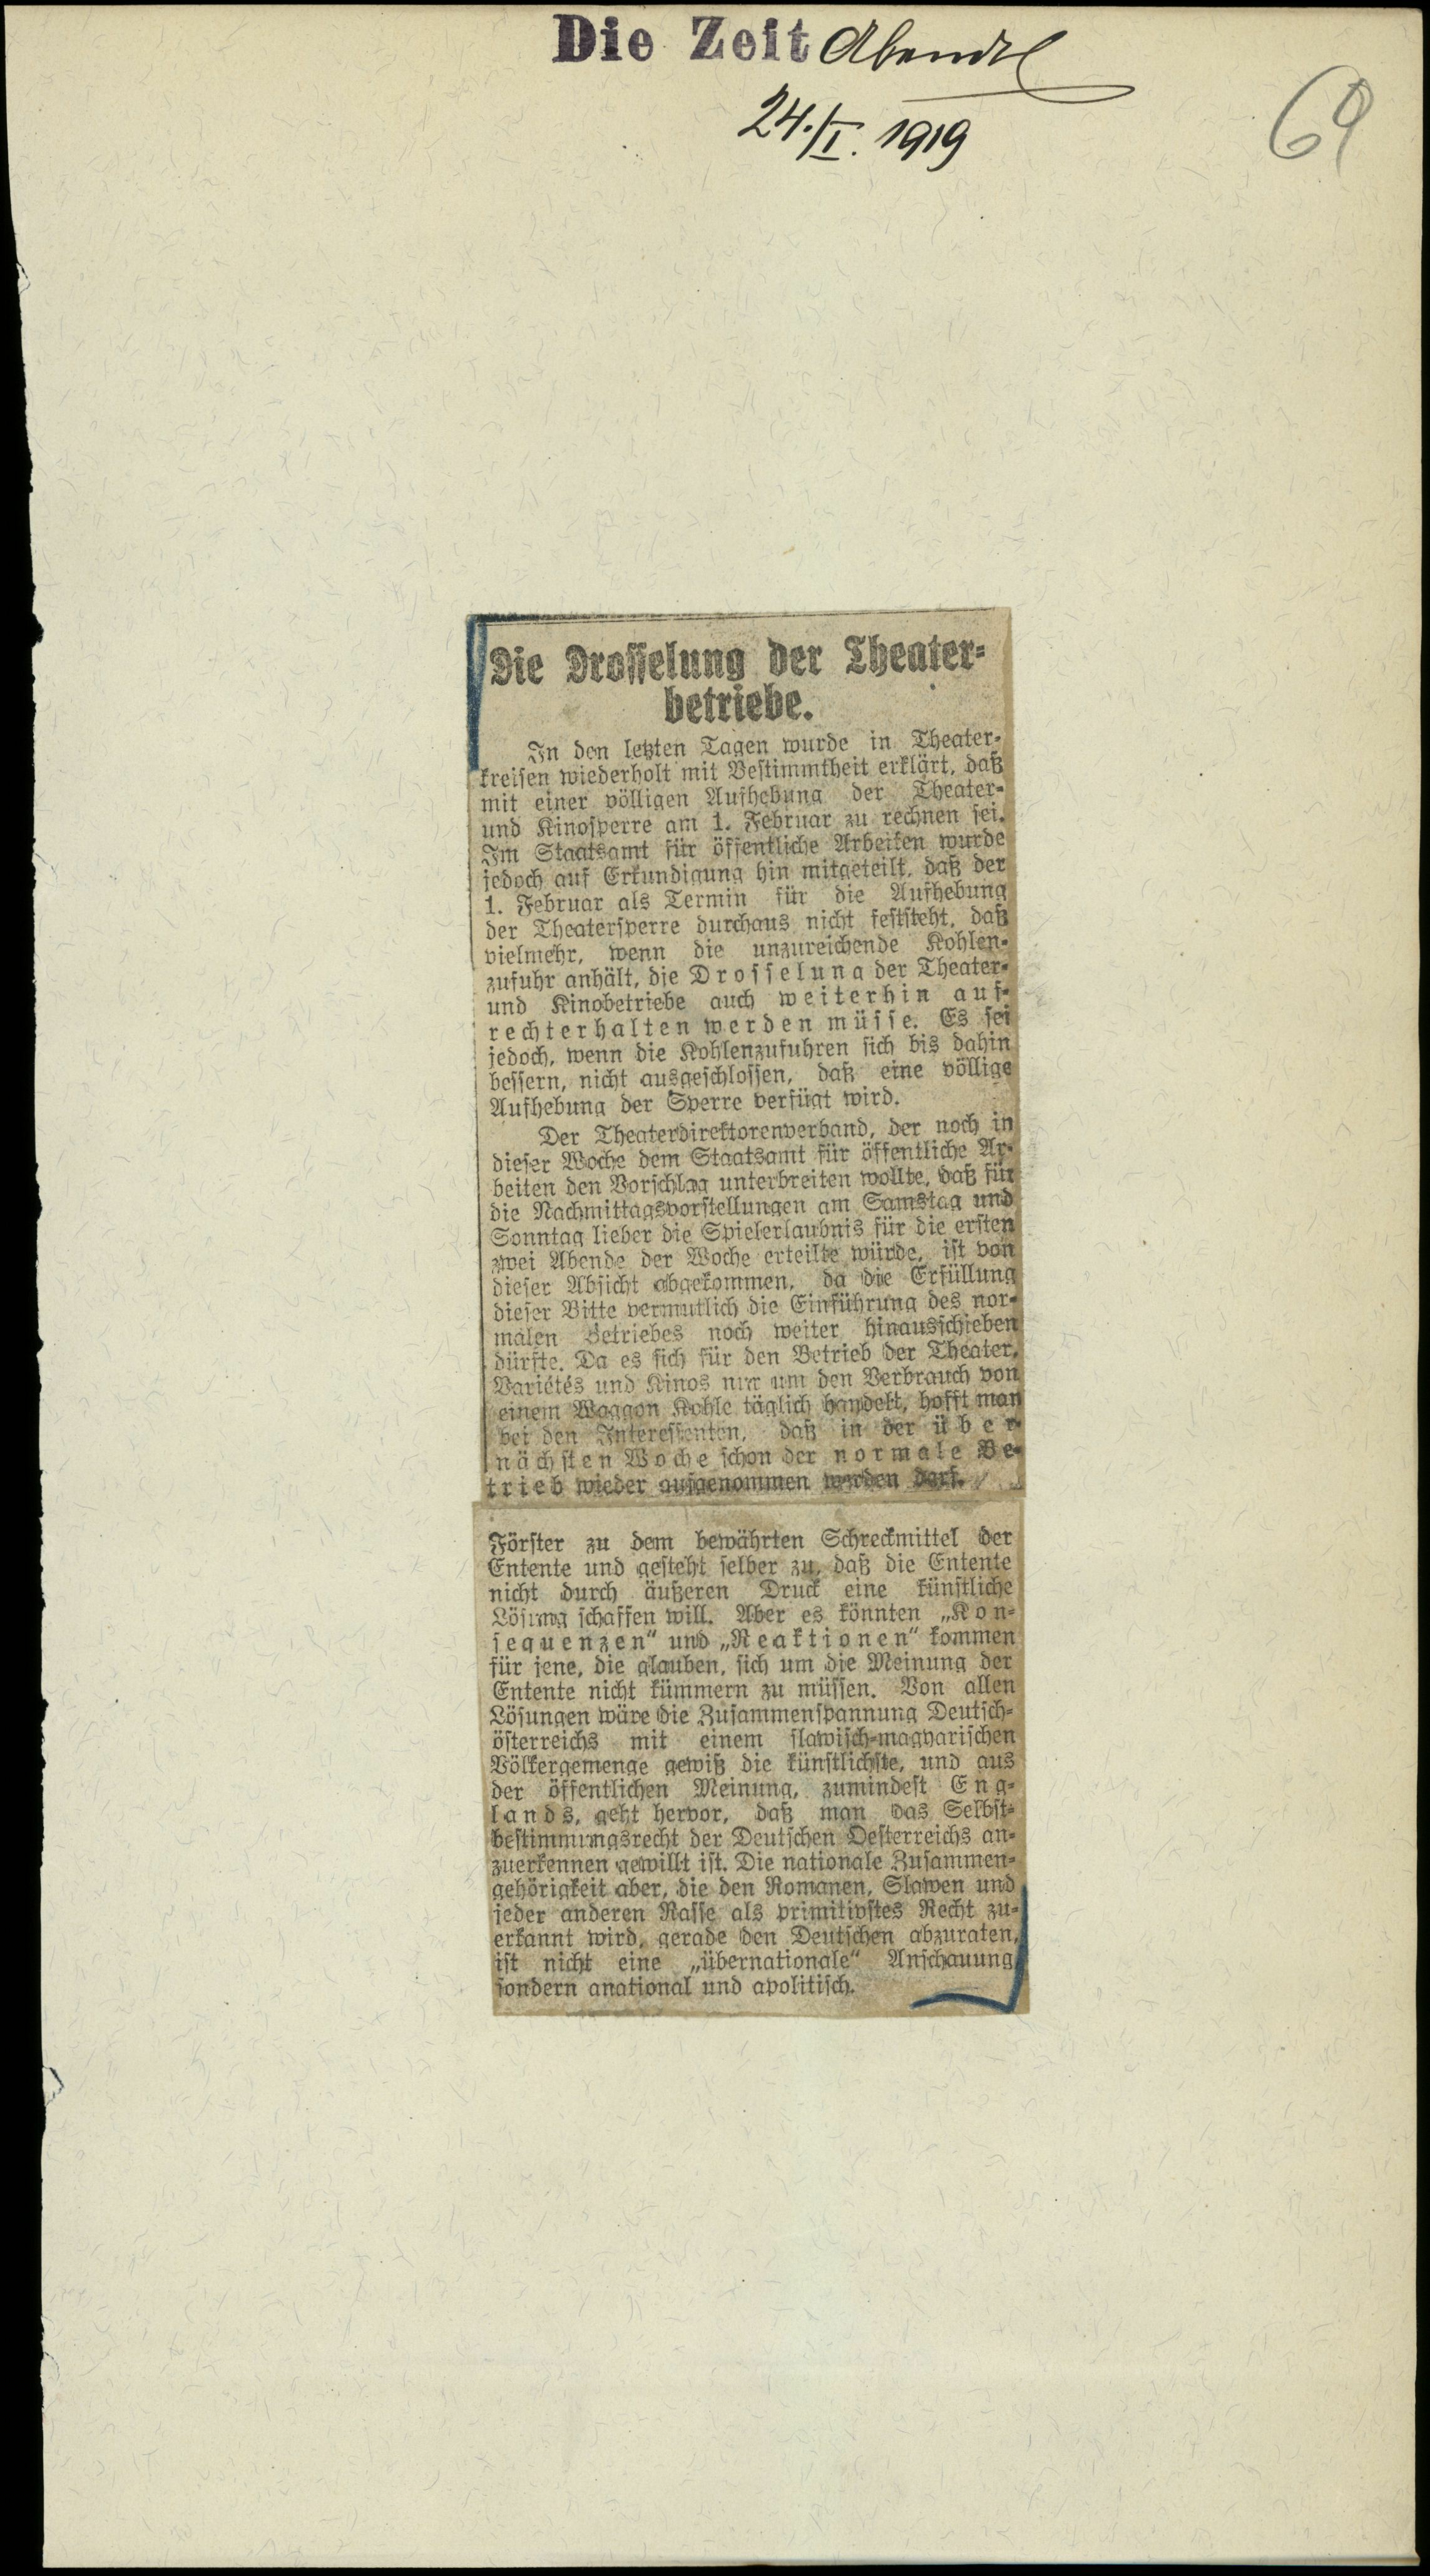 Die Zeit Abendbl
24./I. 1919
69
Die Drosselung der Theater-
betriebe.
In den letzten Tagen wurde in Theater-
kreisen wiederholt mit Bestimmtheit erklärt, daß
mit einer völligen Aufhebung der Theater-
und Kinosperre am 1. Februar zu rechnen sei.
Im Staatsamt für öffentliche Arbeiten wurde
jedoch auf Erkundigung hin mitgeteilt, daß der
1. Februar als Termin für die Aufhebung
der Theatersperre durchaus nicht feststeht, daß
vielmehr, wenn die unzureichende Kohlen-
zufuhr anhält, die Drosselung der Theater-
und Kinobetriebe auch weiterhin auf-
rechterhalten werden müsse. Es sei
jedoch, wenn die Kohlenzufuhren sich bis dahin
bessern, nicht ausgeschlossen, daß eine völlige
Aufhebung der Sperre verfügt wird.
Der Theaterdirektorenverband, der noch in
dieser Woche dem Staatsamt für öffentliche Ar-
beiten den Vorschlag unterbreiten wollte, daß für
die Nachmittagsvorstellungen am Samstag und
Sonntag lieber die Spielerlaubnis für die ersten
zwei Abende der Woche erteilte würde, ist von
dieser Absicht abgekommen, da die Erfüllung
dieser Bitte vermutlich die Einführung des nor-
malen Betriebes noch weiter hinausschieben
dürfte. Da es sich für den Betrieb der Theater,
Variétés und Kinos nur um den Verbrauch von
einem Waggon Kohle täglich handelt, hofft man
bei den Interessenten, daß in der über-
nächsten Woche schon der normale Be-
trieb wieder aufgenommen werden darf.
Förster zu dem bewährten Schreckmittel der
Entente und gesteht selber zu, daß die Entente
nicht durch äußeren Druck eine künstliche
Lösung schaffen will. Aber es könnten „Kon-
sequenzen“ und „Reaktionen“ kommen
für jene, die glauben, sich um die Meinung der
Entente nicht kümmern zu müssen. Von allen
Lösungen wäre die Zusammenspannung Deutsch-
österreichs mit einem slawisch-magyarischen
Völkergemenge gewiß die künstlichste, und aus
der öffentlichen Meinung, zumindest Eng-
lands, geht hervor, daß man das Selbst-
bestimmungsrecht der Deutschen Oesterreichs an-
zuerkennen gewillt ist. Die nationale Zusammen-
gehörigkeit aber, die den Romanen, Slawen und
jeder anderen Rasse als primitivstes Recht zu-
erkannt wird, gerade den Deutschen abzuraten,
ist nicht eine „übernationale“ Anschauung
sondern anational und apolitisch.